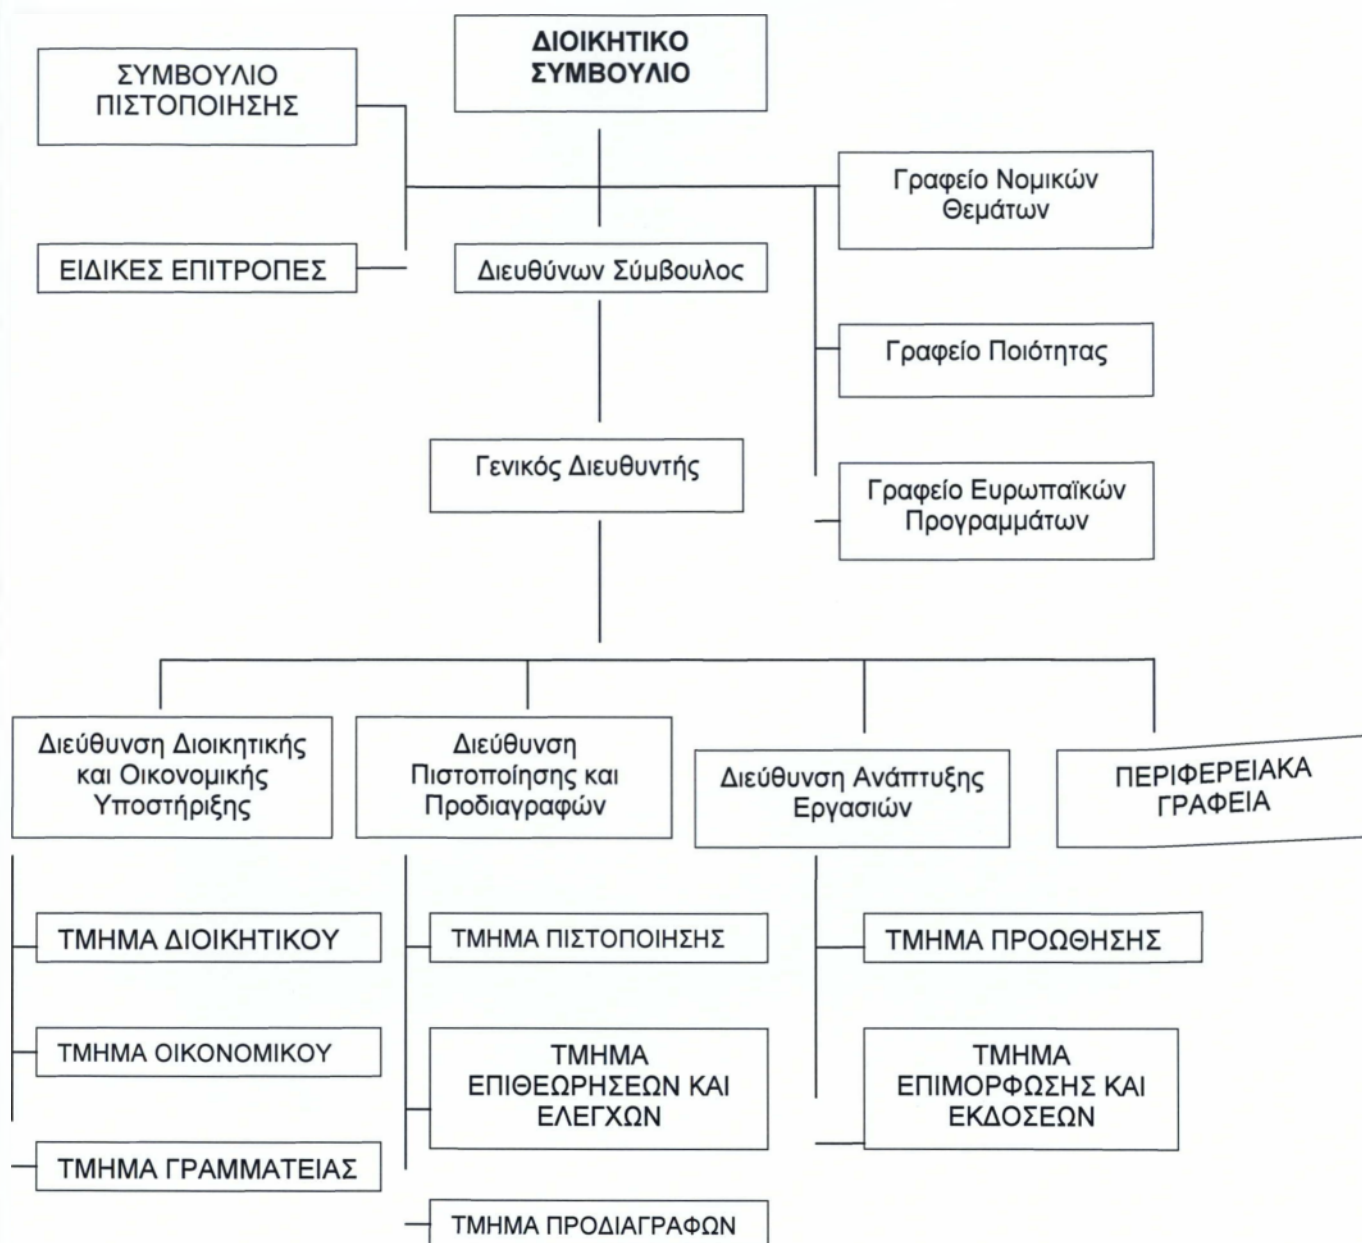 ΔΙΟΙΚΗΤΙΚΟ
ΣΥΜΒΟΥΛΙΟ
ΣΥΜΒΟΥΛΙΟ
ΠΙΣΤΟΠΟΙΗΣΗΣ
Γραφείο Νομικών
Θεμάτων
ΕΙΔΙΚΕΣ ΕΠΙΤΡΟΠΕΣ
Διευθύνων Σύμβουλος
Γραφείο Ποιότητας
Γενικός Διευθυντής
Γραφείο Ευρωπαϊκών
Προγραμμάτων
Διεύθυνση Διοικητικής
και Οικονομικής
Υποστήριξης
Διεύθυνση
Πιστοποίησης και
Προδιαγραφών
Διεύθυνση Ανάπτυξης
Εργασιών
ΠΕΡΙΦΕΡΕΙΑΚΑ
ΓΡΑΦΕΙΑ
ΤΜΗΜΑ ΔΙΟΙΚΗΤΙΚΟΥ
ΤΜΗΜΑ ΠΙΣΤΟΠΟΙΗΣΗΣ
ΤΜΗΜΑ ΠΡΟΩΘΗΣΗΣ
ΤΜΗΜΑ ΟΙΚΟΝΟΜΙΚΟΥ
ΤΜΗΜΑ
ΕΠΙΘΕΩΡΗΣΕΩΝ ΚΑΙ
ΕΛΕΓΧΩΝ
ΤΜΗΜΑ
ΕΠΙΜΟΡΦΩΣΗΣ ΚΑΙ
ΕΚΔΟΣΕΩΝ
ΤΜΗΜΑ ΓΡΑΜΜΑΤΕΙΑΣ
ΤΜΗΜΑ ΠΡΟΔΙΑΓΡΑΦΩΝ